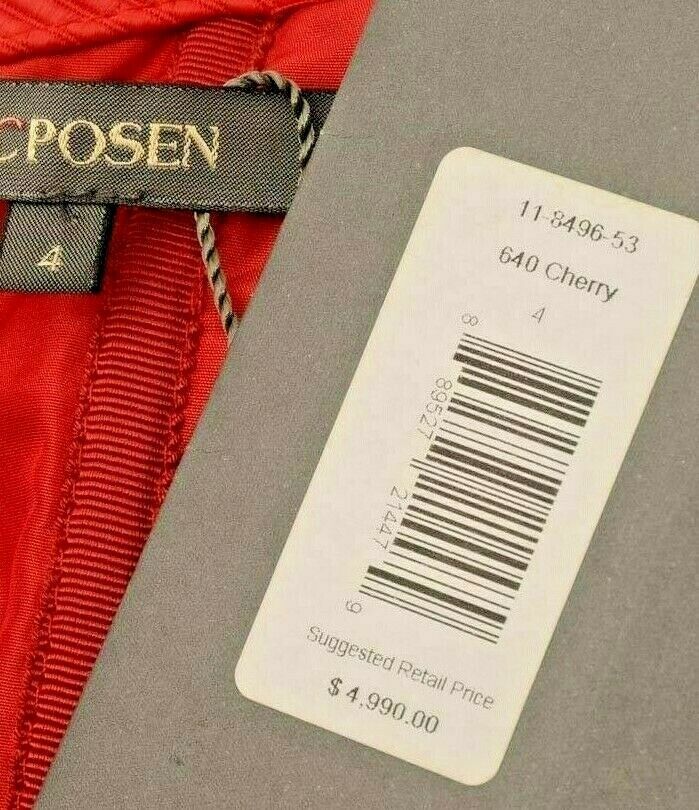 CPOSEN
4
11-8496-53
640 Cherry
4
8 89527 21447 9
Suggested Retail Price
$4,990.00